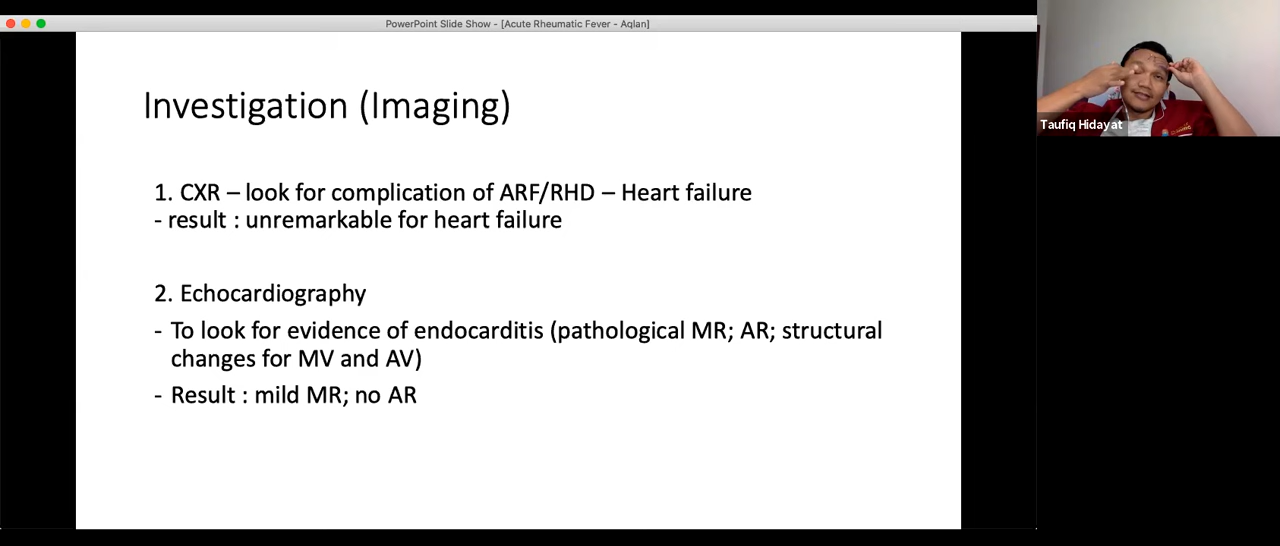 PowerPoint Slide Show - [Acute Rheumatic Fever - Aqlan]
Investigation (Imaging)
1. CXR – look for complication of ARF/RHD – Heart failure
- result : unremarkable for heart failure
2. Echocardiography
- To look for evidence of endocarditis (pathological MR; AR; structural
changes for MV and AV)
- Result : mild MR; no AR
Taufiq Hidayat